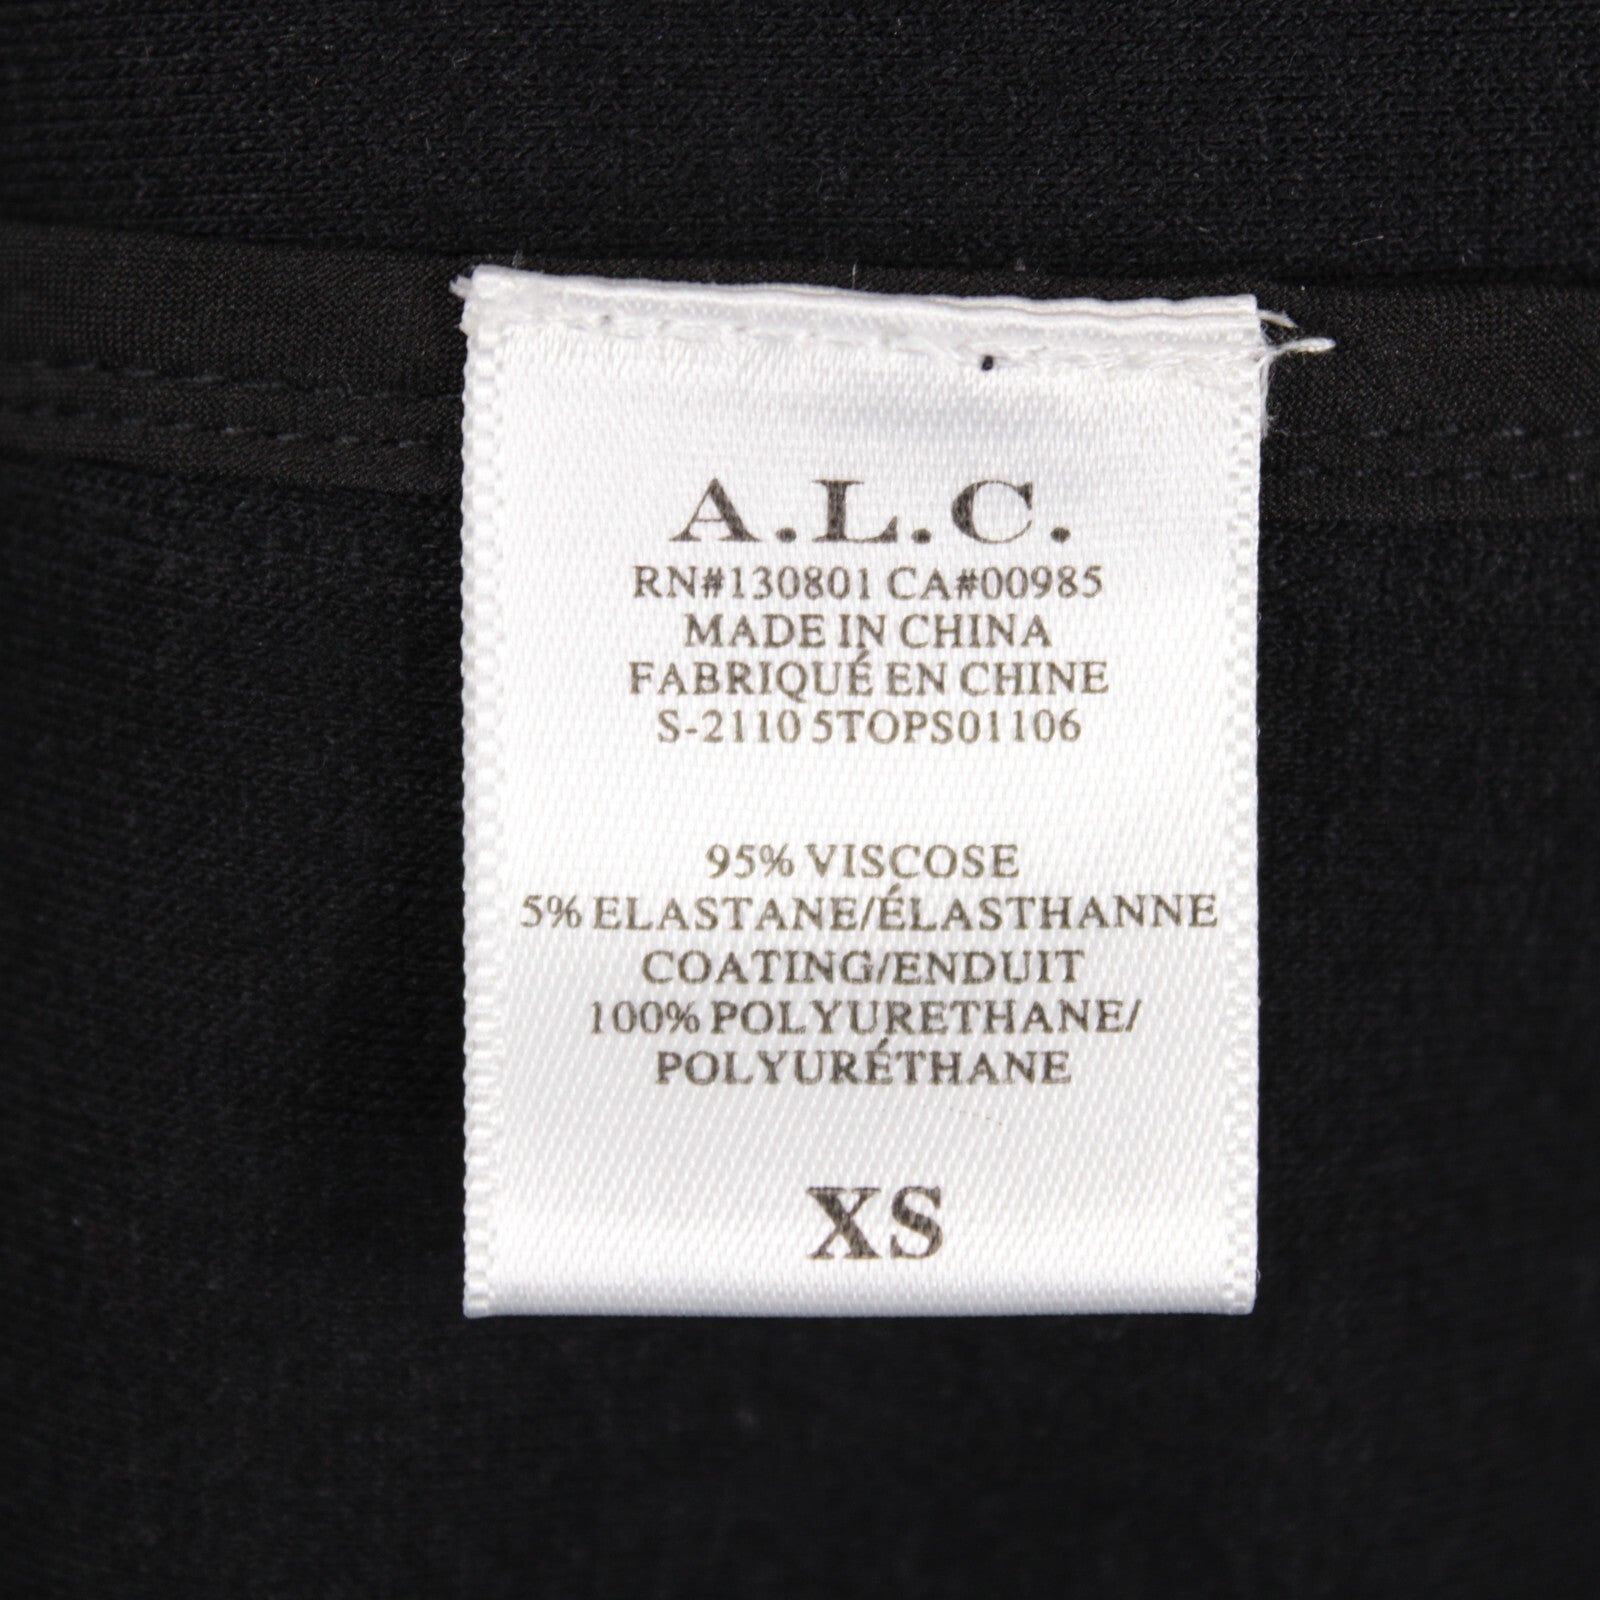 A.L.C.
RN#130801 CA#00985
MADE IN CHINA
FABRIQUÉ EN CHINE
S-2110 5TOPS01106
95% VISCOSE
5% ELASTANE/ÉLASTHANNE
COATING/ENDUIT
100% POLYURETHANE/
POLYURÉTHANE
XS